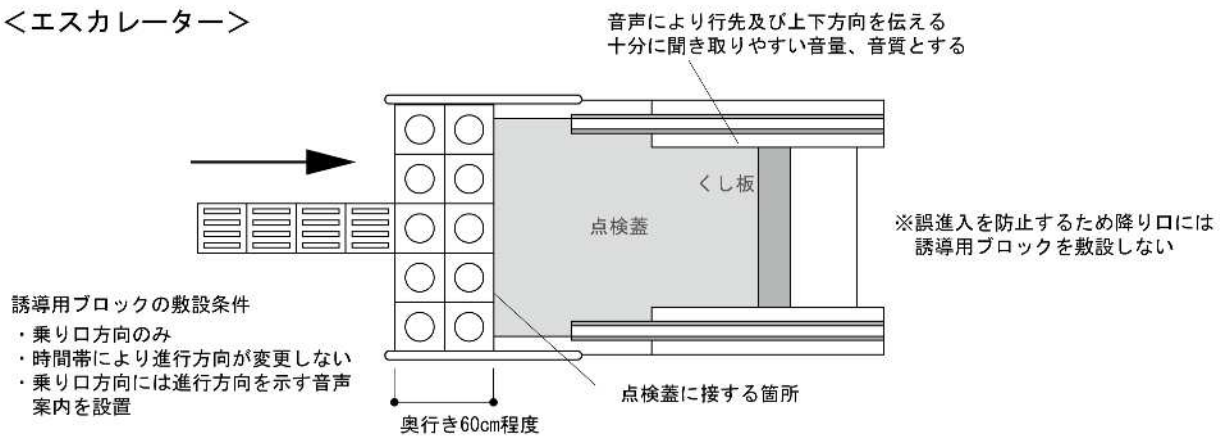 ＜エスカレーター＞
音声により行先及び上下方向を伝える
十分に聞き取りやすい音量、音質とする
くし板
点検蓋
※誤進入を防止するため降り口には
誘導用ブロックを敷設しない
誘導用ブロックの敷設条件
・乗り口方向のみ
・時間帯により進行方向が変更しない
・乗り口方向には進行方向を示す音声
案内を設置
点検蓋に接する箇所
奥行き60cm程度